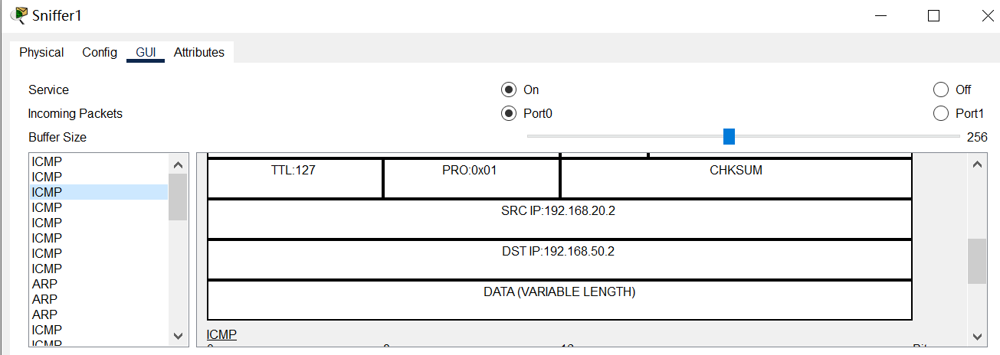 Sniffer1
Physical Config GUI Attributes
Service On Off
Incoming Packets Port0 Port1
Buffer Size 256
ICMP
ICMP
ICMP
ICMP
ICMP
ICMP
ICMP
ICMP
ARP
ARP
ARP
ICMP
ICMP
TTL:127 PRO:0x01 CHKSUM
SRC IP:192.168.20.2
DST IP:192.168.50.2
DATA (VARIABLE LENGTH)
ICMP